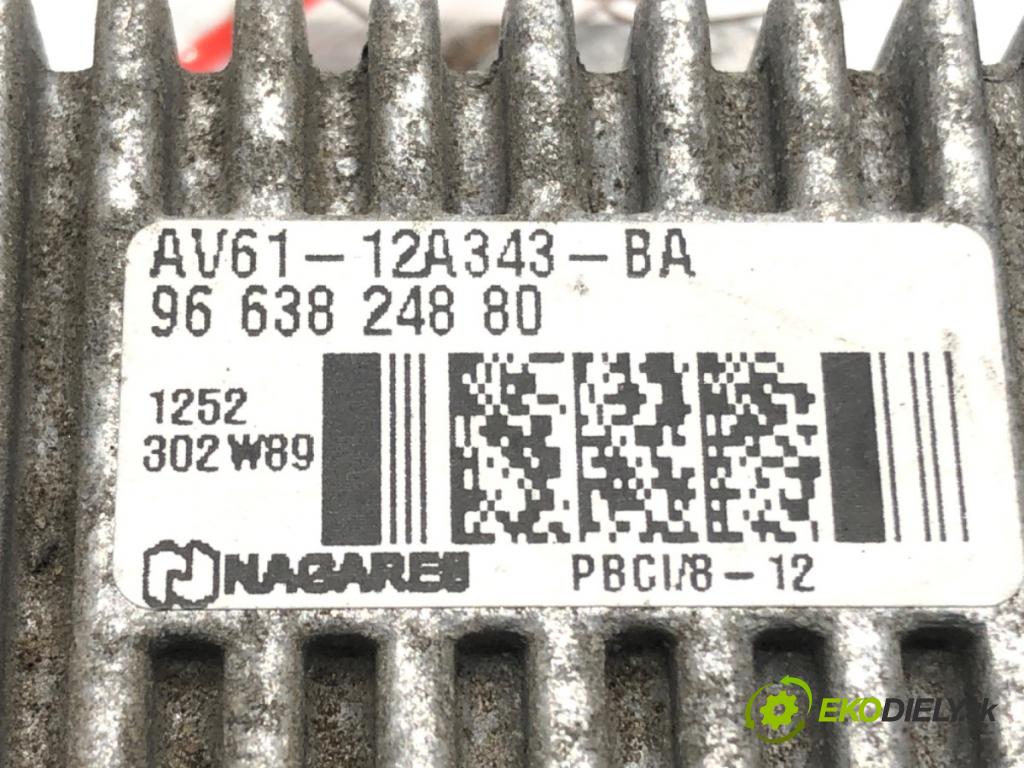 AV61-12A343-BA
96 638 248 80
1252
302W89
NAGARES PBCI/8-12
EKODIELY.sk